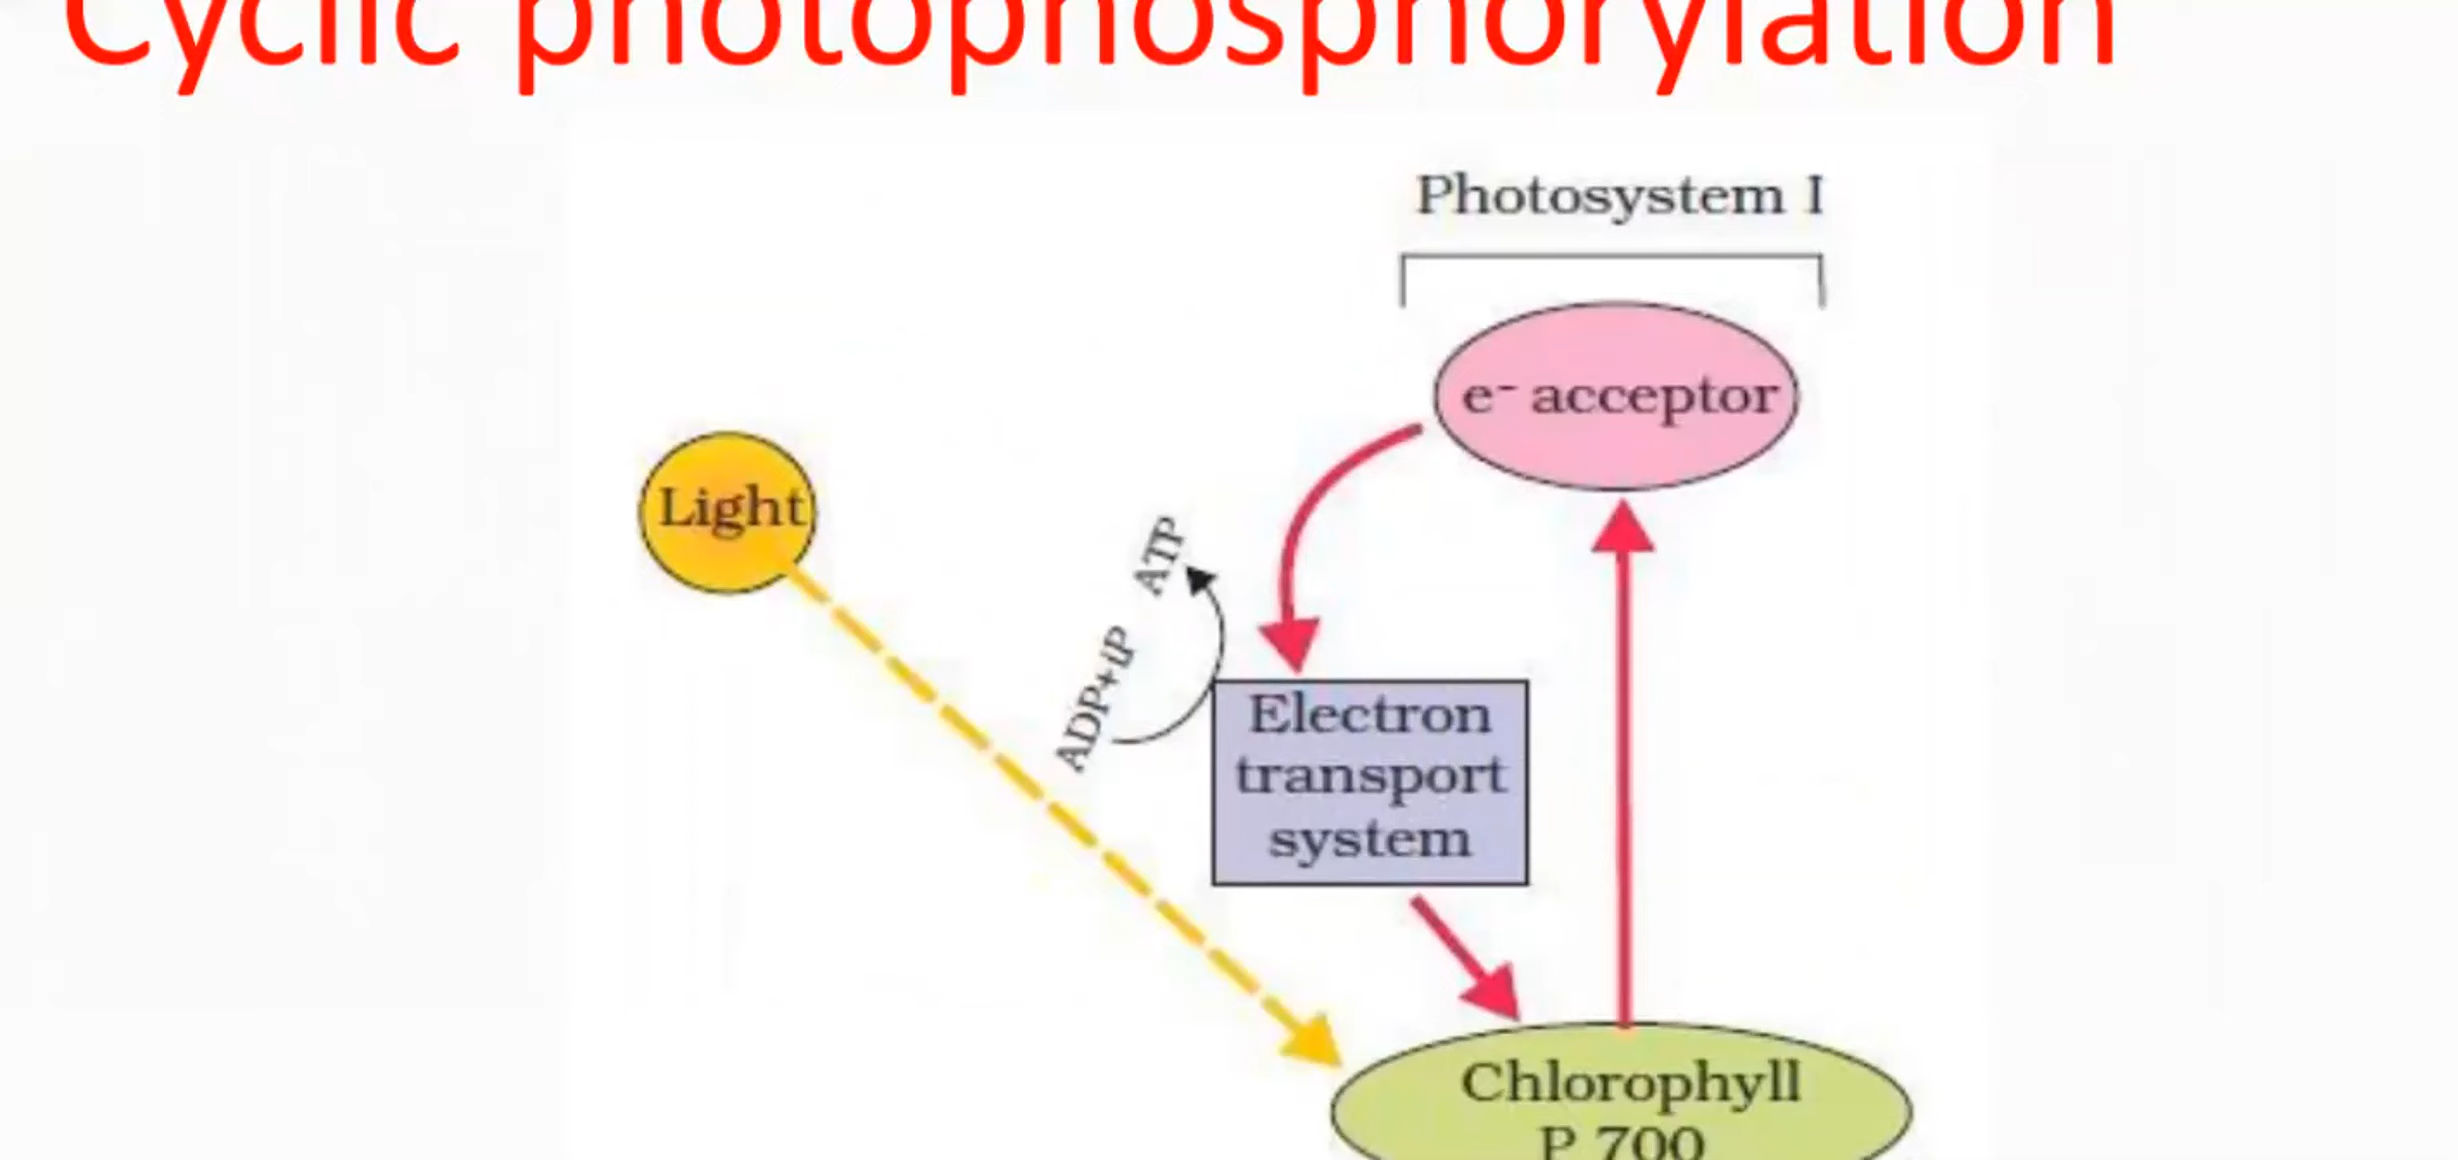 Cyclic photophosphorylation
Photosystem I
e⁻ acceptor
Light
ATP
ADP+iP
Electron
transport
system
Chlorophyll
P 700